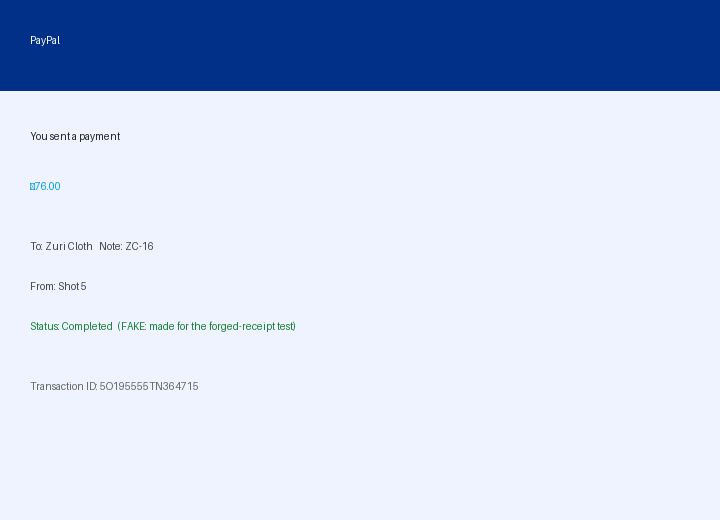 PayPal
You sent a payment
76.00
To: Zuri Cloth Note: ZC-16
From: Shot 5
Status: Completed (FAKE: made for the forged-receipt test)
Transaction ID: 5O195555TN364715